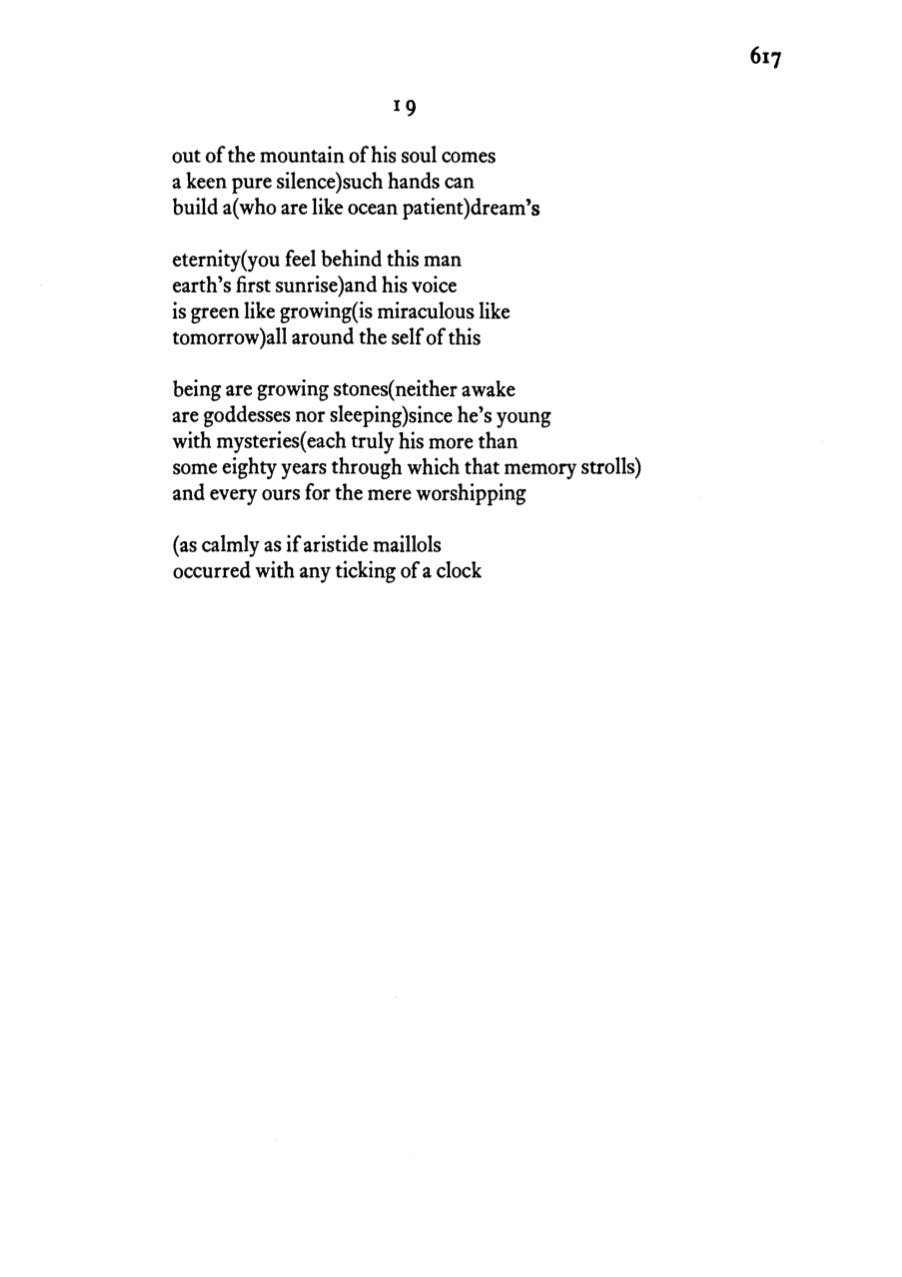 617
19
out of the mountain of his soul comes
a keen pure silence)such hands can
build a(who are like ocean patient)dream's
eternity(you feel behind this man
earth's first sunrise)and his voice
is green like growing(is miraculous like
tomorrow)all around the self of this
being are growing stones(neither awake
are goddesses nor sleeping)since he's young
with mysteries(each truly his more than
some eighty years through which that memory strolls)
and every ours for the mere worshipping
(as calmly as if aristide maillols
occurred with any ticking of a clock